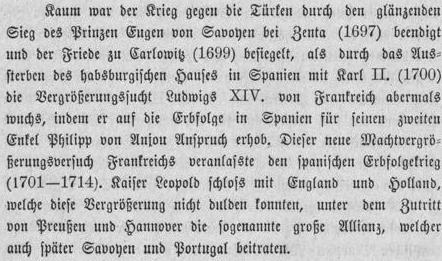 Kaum war der Krieg gegen die Türken durch den glänzenden
Sieg des Prinzen Eugen von Savoyen bei Zenta (1697) beendigt
und der Friede zu Carlowitz (1699) besiegelt, als durch das Aus-
sterben des habsburgischen Hauses in Spanien mit Karl II. (1700)
die Vergrößerungssucht Ludwigs XIV. von Frankreich abermals
wuchs, indem er auf die Erbfolge in Spanien für seinen zweiten
Enkel Philipp von Anjou Anspruch erhob. Dieser neue Machtvergrö-
ßerungsversuch Frankreichs veranlasste den spanischen Erbfolgekrieg
(1701—1714). Kaiser Leopold schloss mit England und Holland,
welche diese Vergrößerung nicht dulden konnten, unter dem Zutritt
von Preußen und Hannover die sogenannte große Allianz, welcher
auch später Savoyen und Portugal beitraten.